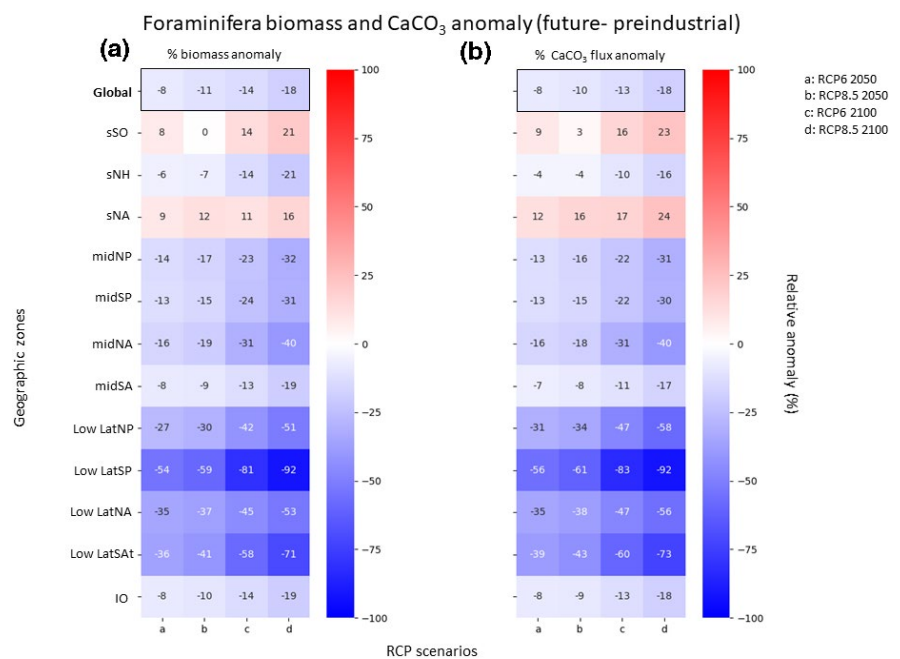 Foraminifera biomass and CaCO₃ anomaly (future- preindustrial)
(a)
% biomass anomaly
Geographic zones
Global -8 -11 -14 -18
sSO 8 0 14 21
sNH -6 -7 -14 -21
sNA 9 12 11 16
midNP -14 -17 -23 -32
midSP -13 -15 -24 -31
midNA -16 -19 -31 -40
midSA -8 -9 -13 -19
Low LatNP -27 -30 -42 -51
Low LatSP -54 -59 -81 -92
Low LatNA -35 -37 -45 -53
Low LatSAt -36 -41 -58 -71
IO -8 -10 -14 -19
a b c d
100
75
50
25
0
−25
−50
−75
−100
(b)
% CaCO₃ flux anomaly
-8 -10 -13 -18
9 3 16 23
-4 -4 -10 -16
12 16 17 24
-13 -16 -22 -31
-13 -15 -22 -30
-16 -18 -31 -40
-7 -8 -11 -17
-31 -34 -47 -58
-56 -61 -83 -92
-35 -38 -47 -56
-39 -43 -60 -73
-8 -9 -13 -18
a b c d
100
75
50
25
0
−25
−50
−75
−100
Relative anomaly (%)
a: RCP6 2050
b: RCP8.5 2050
c: RCP6 2100
d: RCP8.5 2100
RCP scenarios